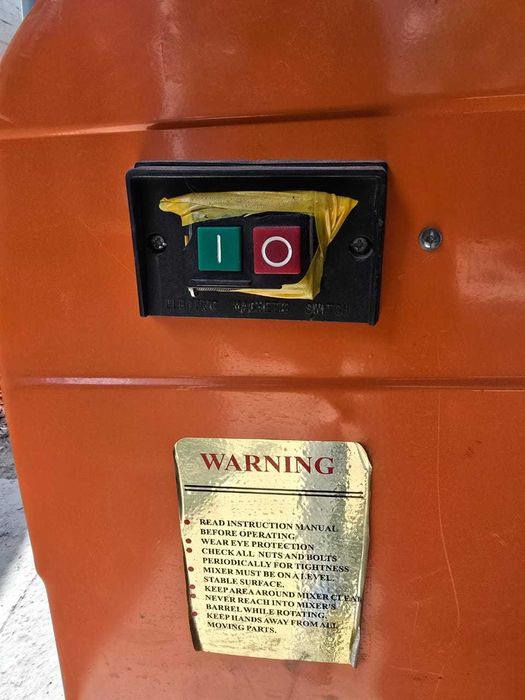 I O
ELECTRIC MAGNETIC SWITCH
WARNING
READ INSTRUCTION MANUAL
BEFORE OPERATING
WEAR EYE PROTECTION
CHECK ALL NUTS AND BOLTS
PERIODICALLY FOR TIGHTNESS
MIXER MUST BE ON A LEVEL.
STABLE SURFACE.
KEEP AREA AROUND MIXER CLEAR
NEVER REACH INTO MIXER'S
BARREL WHILE ROTATING.
KEEP HANDS AWAY FROM ALL
MOVING PARTS.